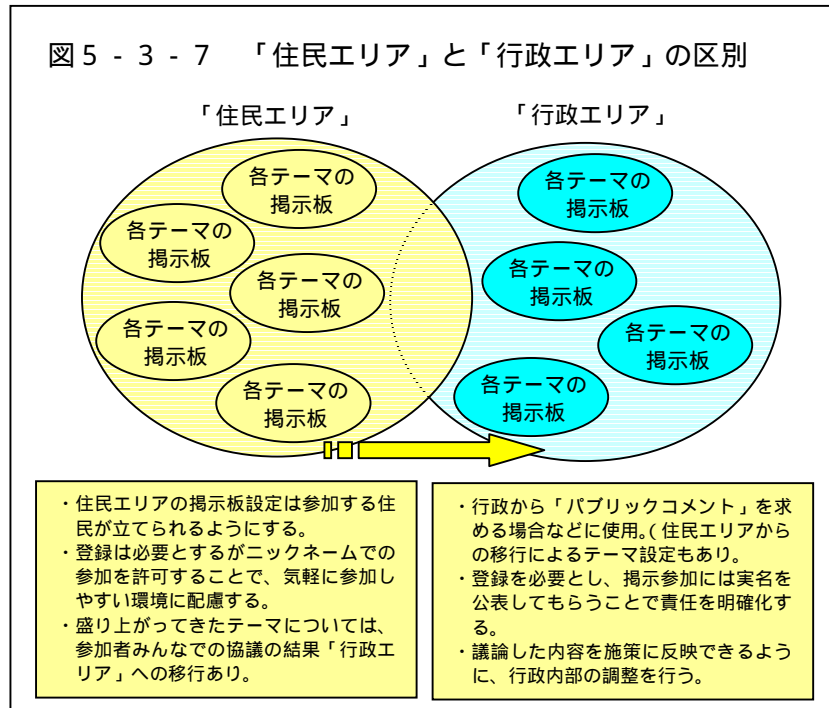 図5-3-7 「住民エリア」と「行政エリア」の区別
「住民エリア」
「行政エリア」
各テーマの
掲示板
各テーマの
掲示板
各テーマの
掲示板
各テーマの
掲示板
各テーマの
掲示板
各テーマの
掲示板
各テーマの
掲示板
各テーマの
掲示板
各テーマの
掲示板
・住民エリアの掲示板設定は参加する住
民が立てられるようにする。
・登録は必要とするがニックネームでの
参加を許可することで、気軽に参加し
やすい環境に配慮する。
・盛り上がってきたテーマについては、
参加者みんなでの協議の結果「行政エ
リア」への移行あり。
・行政から「パブリックコメント」を求
める場合などに使用。(住民エリアから
の移行によるテーマ設定もあり。
・登録を必要とし、掲示参加には実名を
公表してもらうことで責任を明確化す
る。
・議論した内容を施策に反映できるよう
に、行政内部の調整を行う。